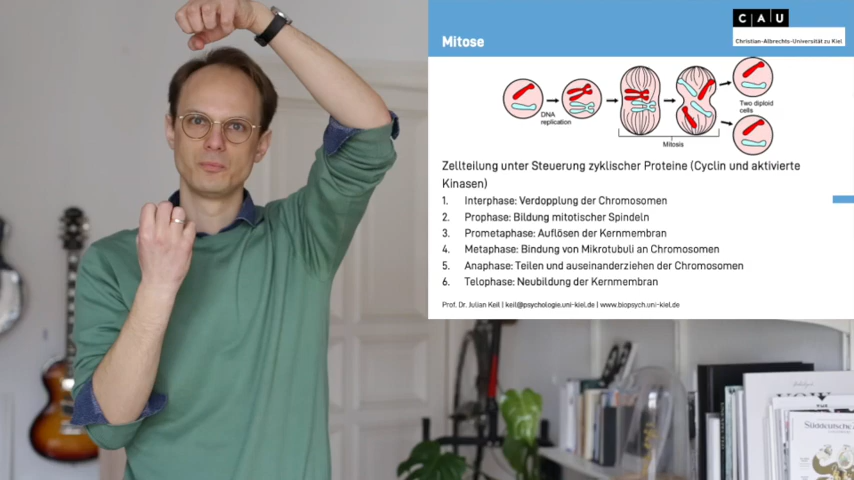 Mitose
C|A|U
Christian-Albrechts-Universität zu Kiel
DNA
replication
Mitosis
Two diploid
cells
Zellteilung unter Steuerung zyklischer Proteine (Cyclin und aktivierte
Kinasen)
1. Interphase: Verdopplung der Chromosomen
2. Prophase: Bildung mitotischer Spindeln
3. Prometaphase: Auflösen der Kernmembran
4. Metaphase: Bindung von Mikrotubuli an Chromosomen
5. Anaphase: Teilen und auseinanderziehen der Chromosomen
6. Telophase: Neubildung der Kernmembran
Prof. Dr. Julian Keil | keil@psychologie.uni-kiel.de | www.biopsych.uni-kiel.de
Süddeutsche